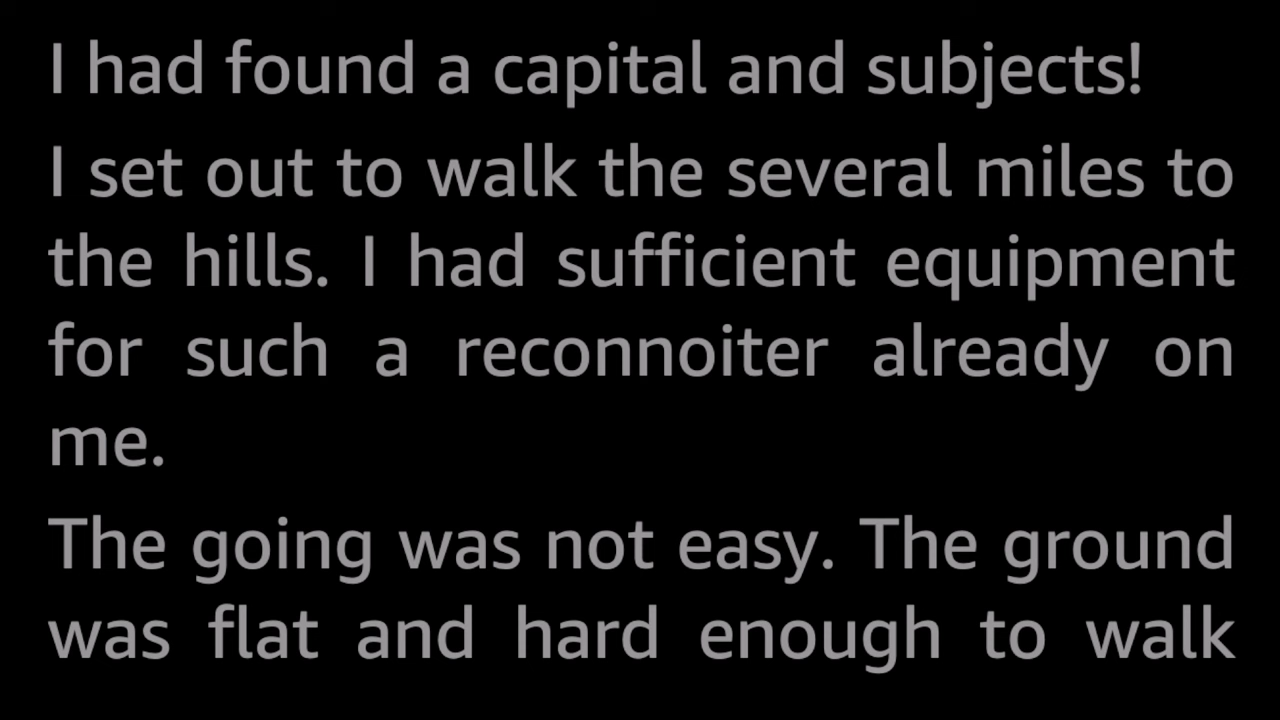 I had found a capital and subjects!
I set out to walk the several miles to
the hills. I had sufficient equipment
for such a reconnoiter already on
me.
The going was not easy. The ground
was flat and hard enough to walk